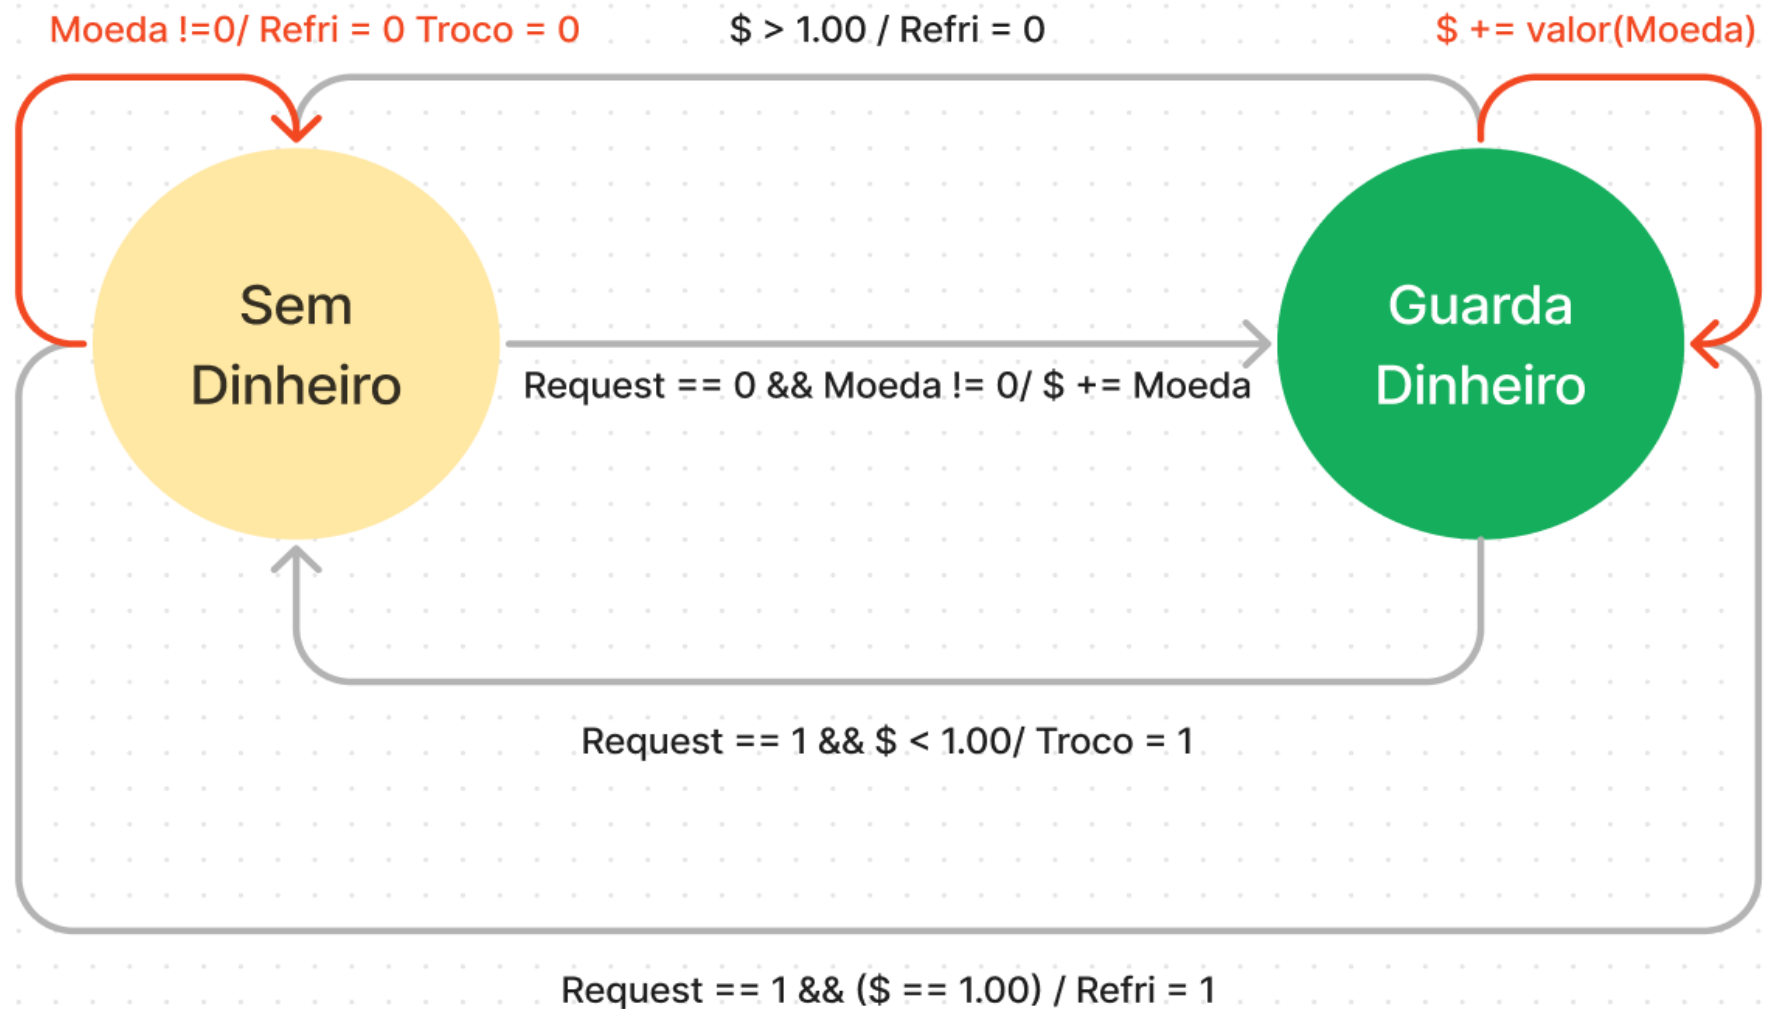 Moeda !=0/ Refri = 0 Troco = 0
$ > 1.00 / Refri = 0
$ += valor(Moeda)
Sem
Dinheiro
Guarda
Dinheiro
Request == 0 && Moeda != 0/ $ += Moeda
Request == 1 && $ < 1.00/ Troco = 1
Request == 1 && ($ == 1.00) / Refri = 1